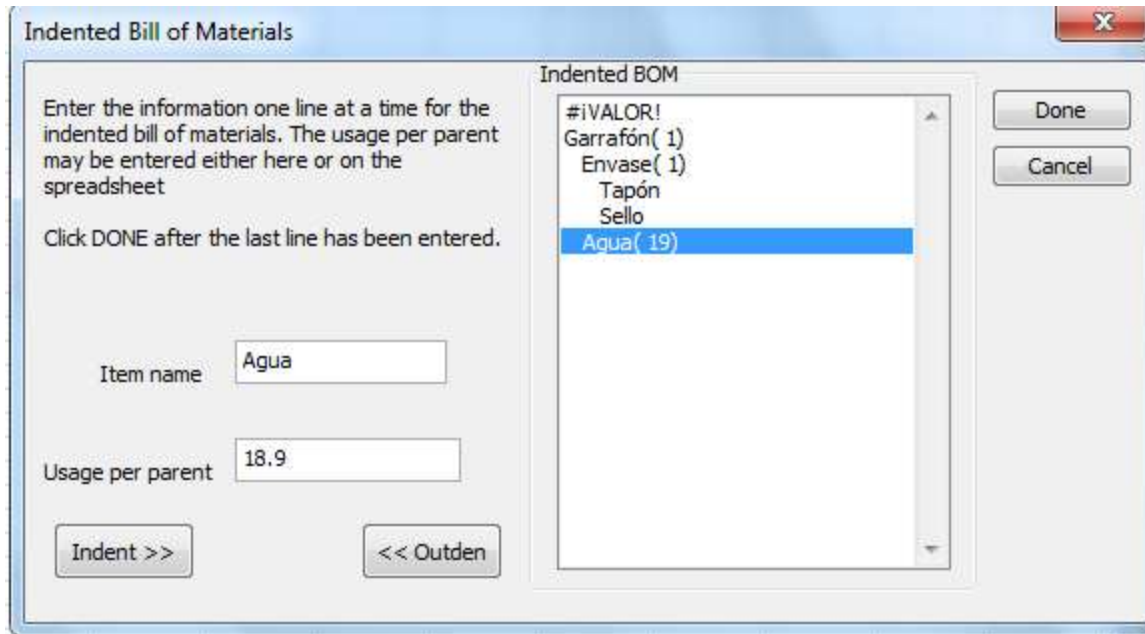 Indented Bill of Materials
Enter the information one line at a time for the
indented bill of materials. The usage per parent
may be entered either here or on the
spreadsheet
Click DONE after the last line has been entered.
Item name
Agua
Usage per parent
18.9
Indent >>
<< Outden
Indented BOM
#¡VALOR!
Garrafón( 1)
Envase( 1)
Tapón
Sello
Agua( 19)
Done
Cancel